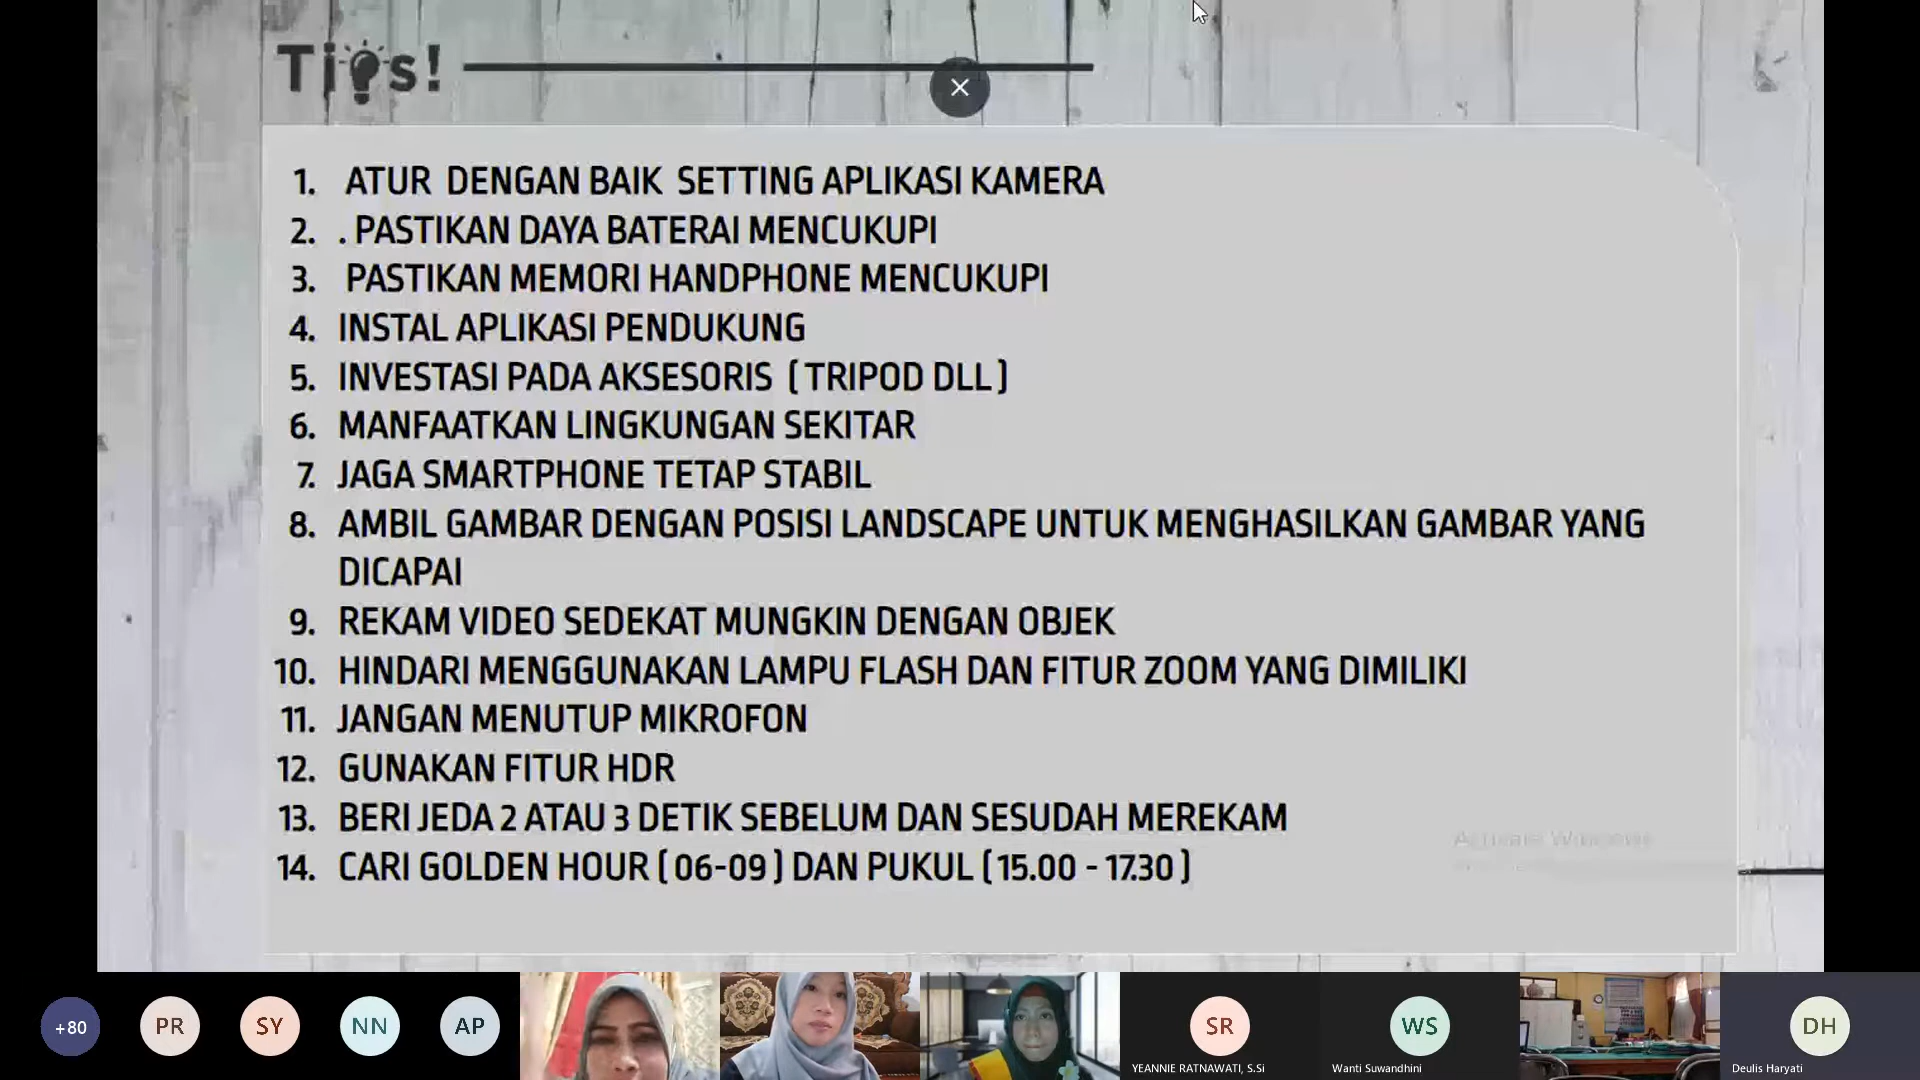 Tips!
1. ATUR DENGAN BAIK SETTING APLIKASI KAMERA
2. . PASTIKAN DAYA BATERAI MENCUKUPI
3. PASTIKAN MEMORI HANDPHONE MENCUKUPI
4. INSTAL APLIKASI PENDUKUNG
5. INVESTASI PADA AKSESORIS (TRIPOD DLL)
6. MANFAATKAN LINGKUNGAN SEKITAR
7. JAGA SMARTPHONE TETAP STABIL
8. AMBIL GAMBAR DENGAN POSISI LANDSCAPE UNTUK MENGHASILKAN GAMBAR YANG
DICAPAI
9. REKAM VIDEO SEDEKAT MUNGKIN DENGAN OBJEK
10. HINDARI MENGGUNAKAN LAMPU FLASH DAN FITUR ZOOM YANG DIMILIKI
11. JANGAN MENUTUP MIKROFON
12. GUNAKAN FITUR HDR
13. BERI JEDA 2 ATAU 3 DETIK SEBELUM DAN SESUDAH MEREKAM
14. CARI GOLDEN HOUR (06-09) DAN PUKUL (15.00 - 17.30)
Activate Windows
+80 PR SY NN AP SR WS DH
YEANNIE RATNAWATI, S.Si Wanti Suwandhini Deulis Haryati